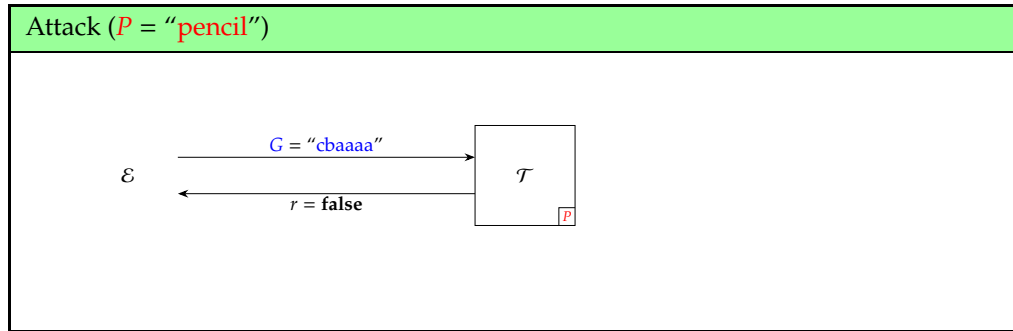 Attack (P = “pencil”)
G = “cbaaaa”
ℰ
𝒯
r = false
P